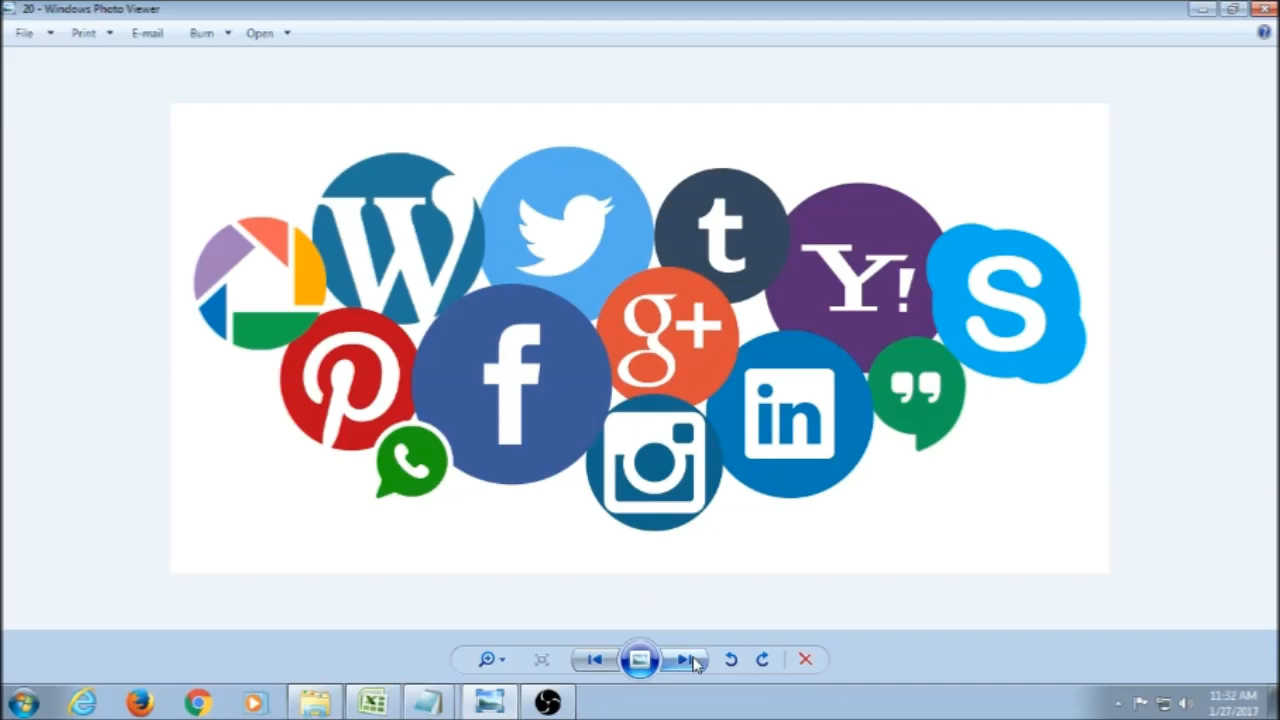 20 - Windows Photo Viewer
File Print E-mail Burn Open
W
t
Y!
S
g+
f
in
11:32 AM
1/27/2017